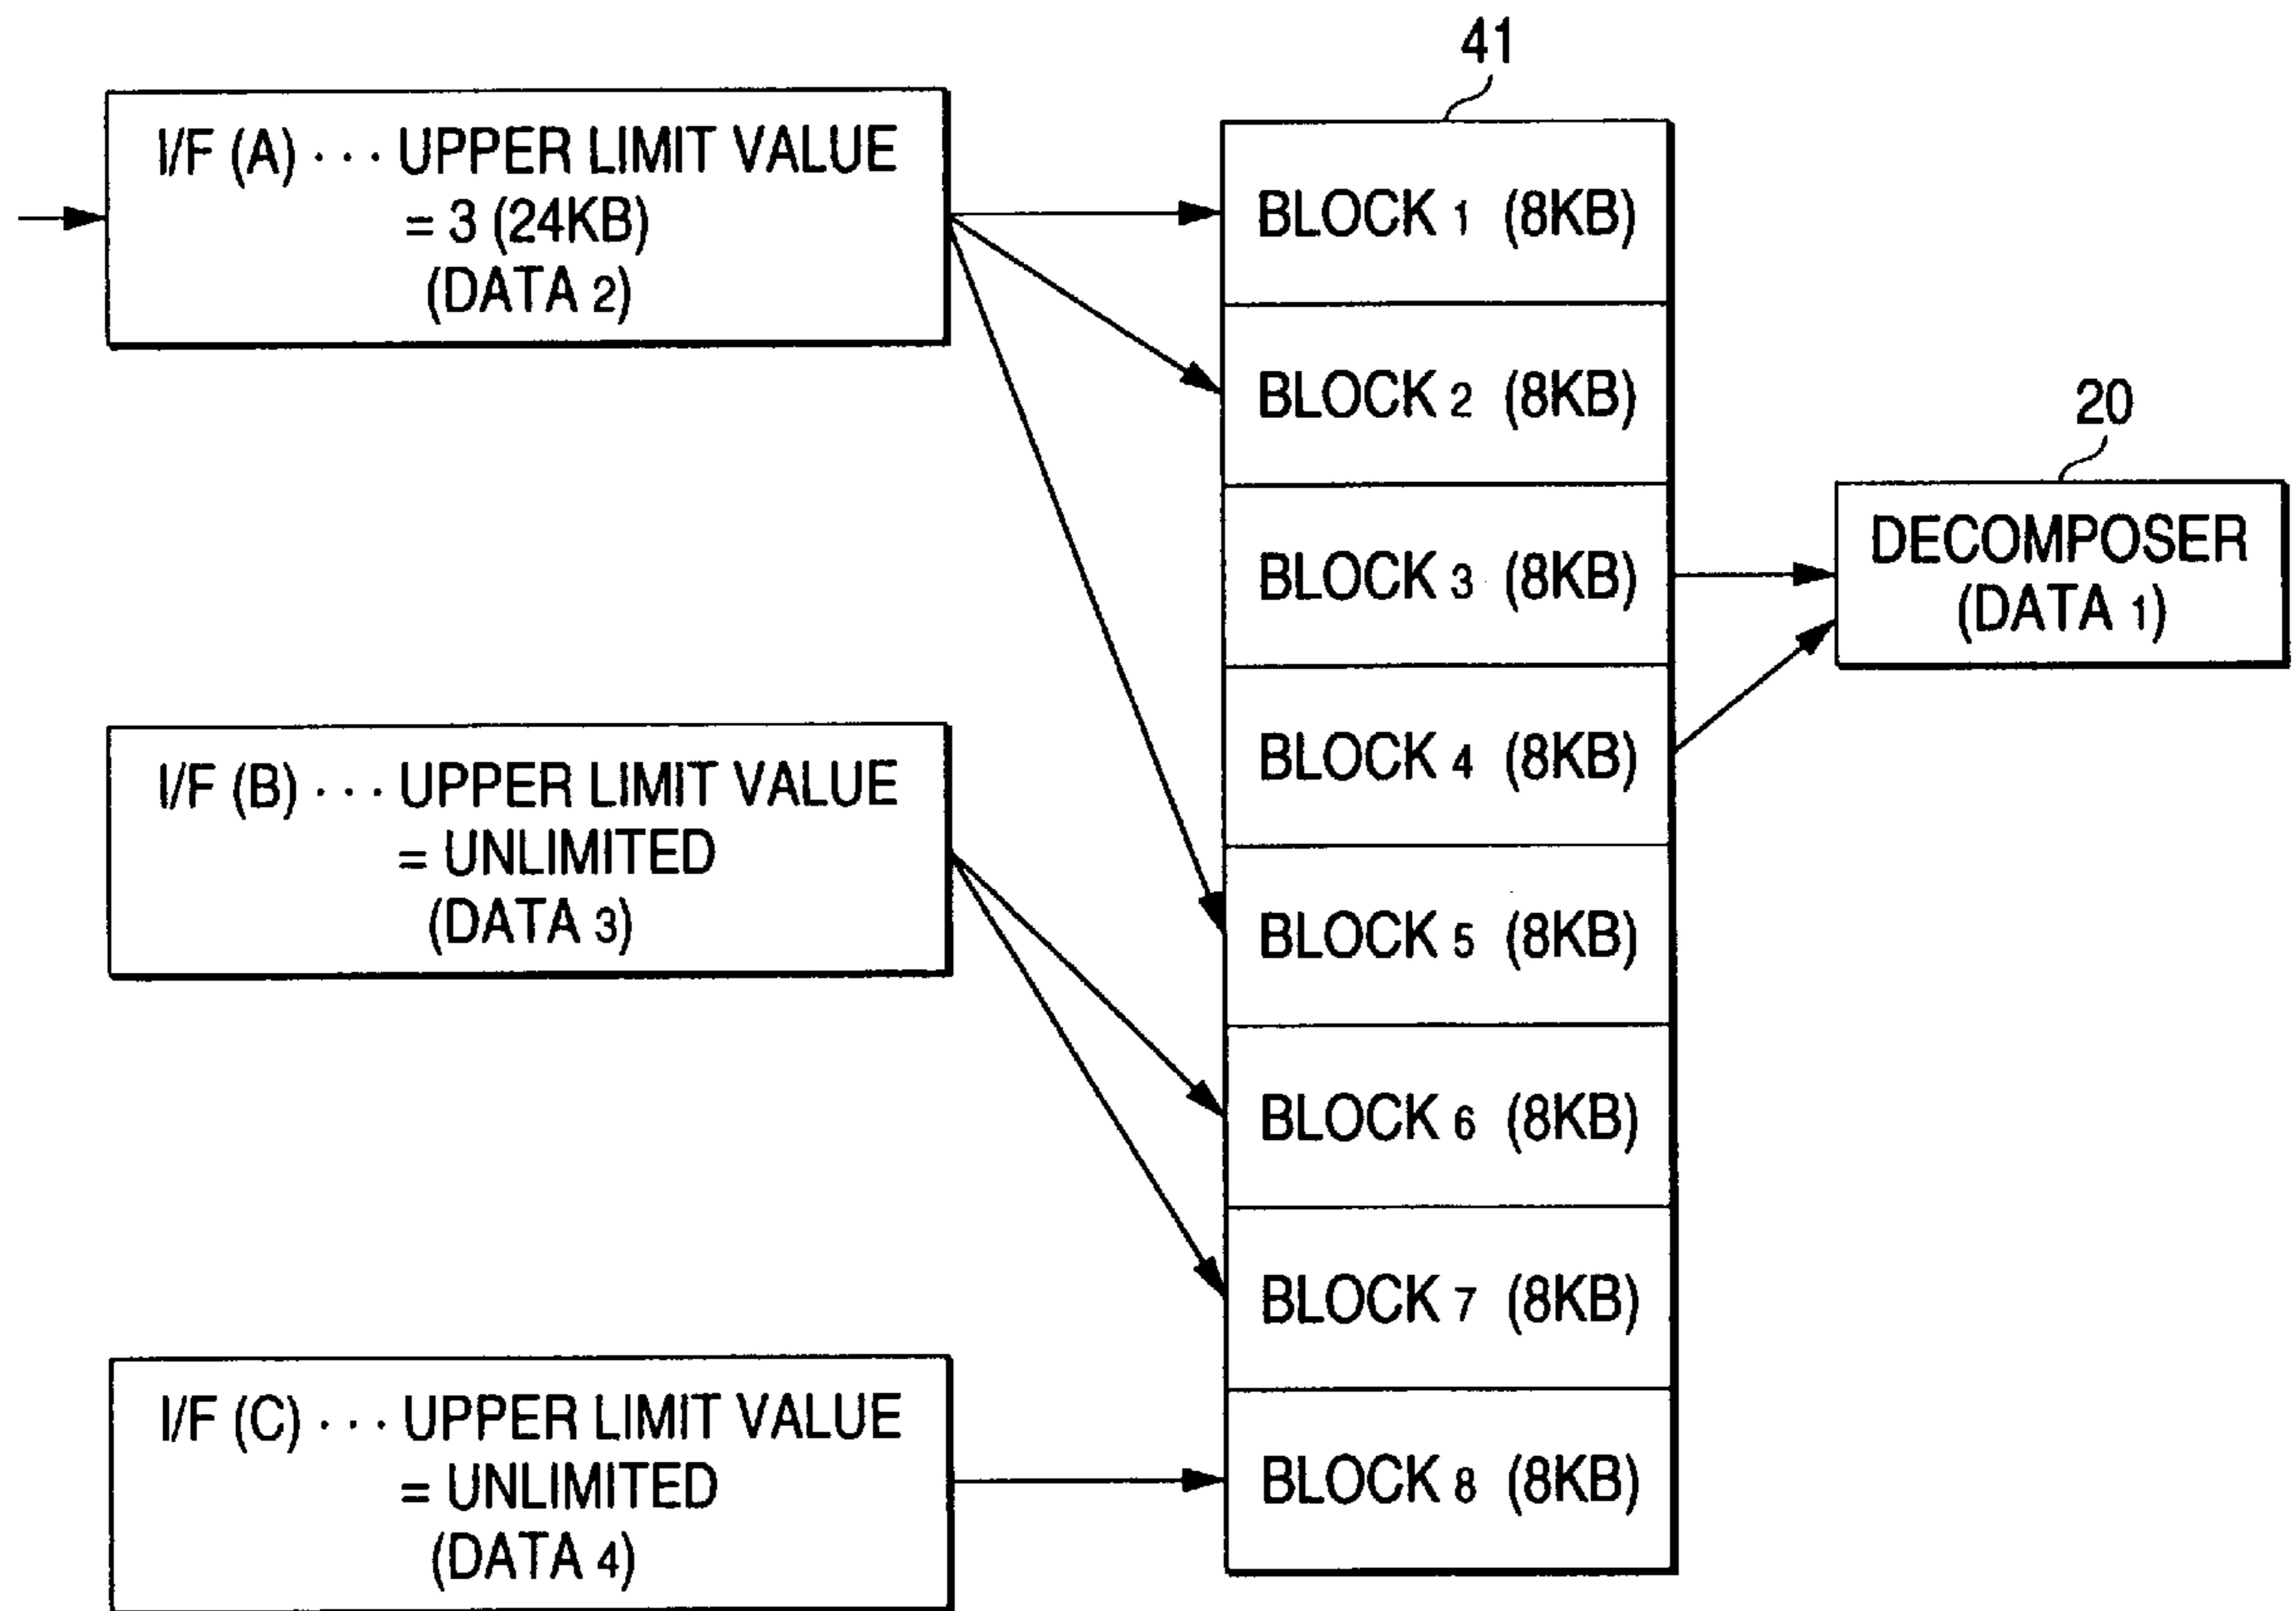 I/F (A) · · · UPPER LIMIT VALUE
= 3 (24KB)
(DATA 2)
I/F (B) · · · UPPER LIMIT VALUE
= UNLIMITED
(DATA 3)
I/F (C) · · · UPPER LIMIT VALUE
= UNLIMITED
(DATA 4)
41
BLOCK 1 (8KB)
BLOCK 2 (8KB)
BLOCK 3 (8KB)
BLOCK 4 (8KB)
BLOCK 5 (8KB)
BLOCK 6 (8KB)
BLOCK 7 (8KB)
BLOCK 8 (8KB)
20
DECOMPOSER
(DATA 1)